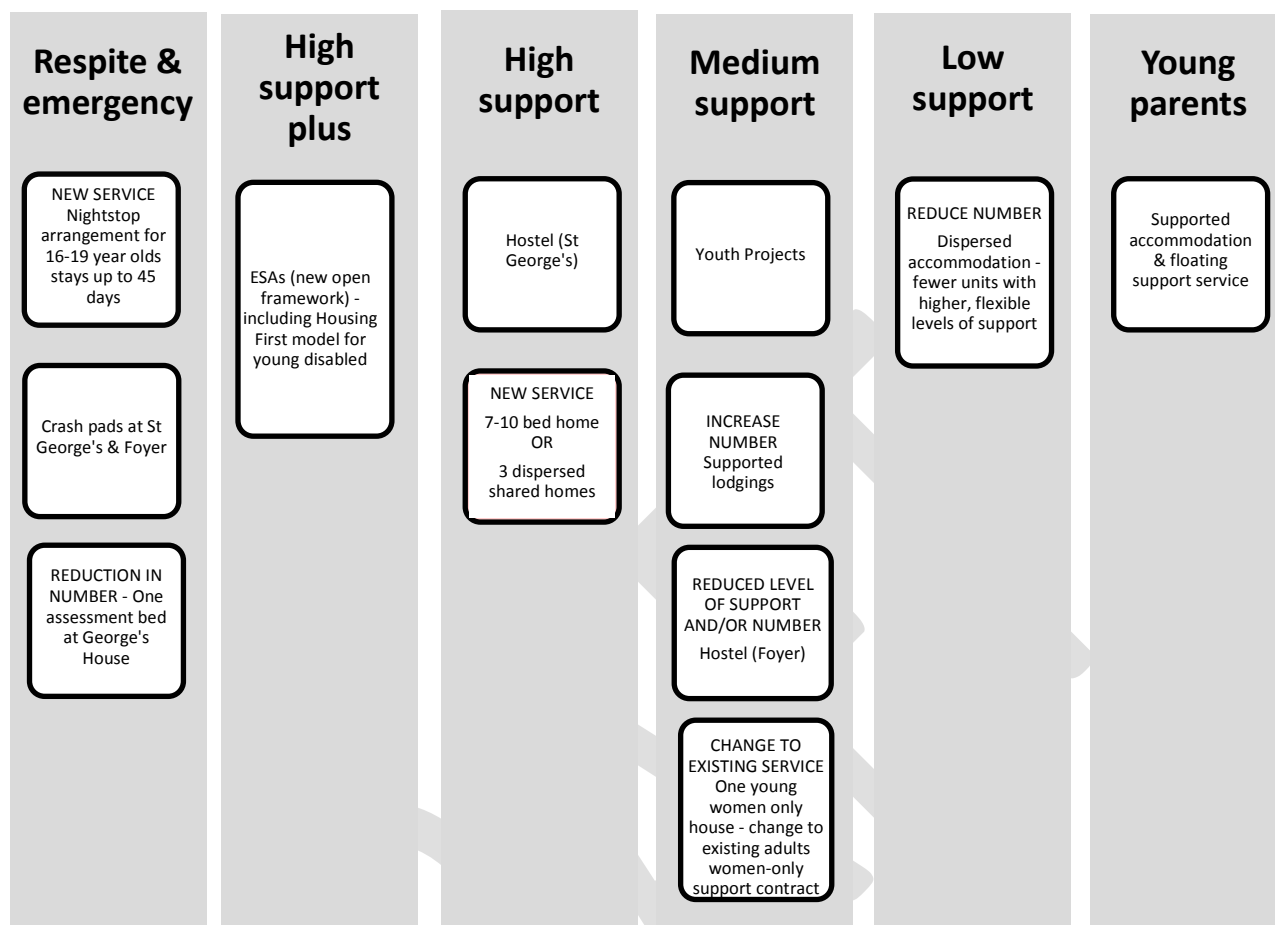 Respite &
emergency
NEW SERVICE
Nightstop
arrangement for
16-19 year olds
stays up to 45
days
Crash pads at St
George's & Foyer
REDUCTION IN
NUMBER - One
assessment bed
at George's
House
High
support
plus
ESAs (new open
framework) -
including Housing
First model for
young disabled
High
support
Hostel (St
George's)
NEW SERVICE
7-10 bed home
OR
3 dispersed
shared homes
Medium
support
Youth Projects
INCREASE
NUMBER
Supported
lodgings
REDUCED LEVEL
OF SUPPORT
AND/OR NUMBER
Hostel (Foyer)
CHANGE TO
EXISTING SERVICE
One young
women only
house - change to
existing adults
women-only
support contract
Low
support
REDUCE NUMBER
Dispersed
accommodation -
fewer units with
higher, flexible
levels of support
Young
parents
Supported
accommodation
& floating
support service